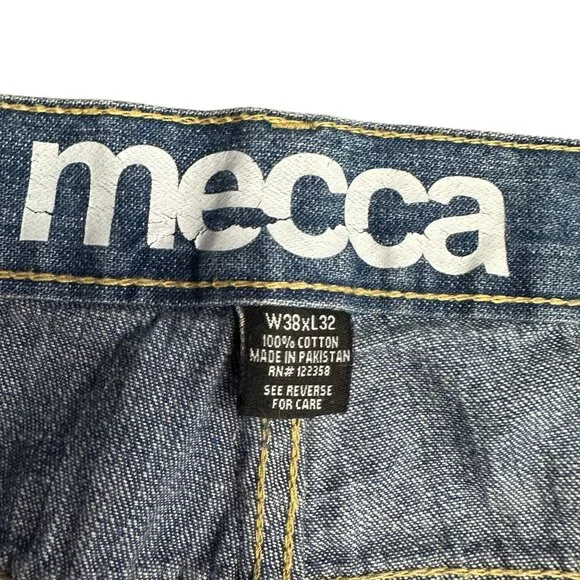 mecca
W38xL32
100% COTTON
MADE IN PAKISTAN
RN# 122358
SEE REVERSE
FOR CARE